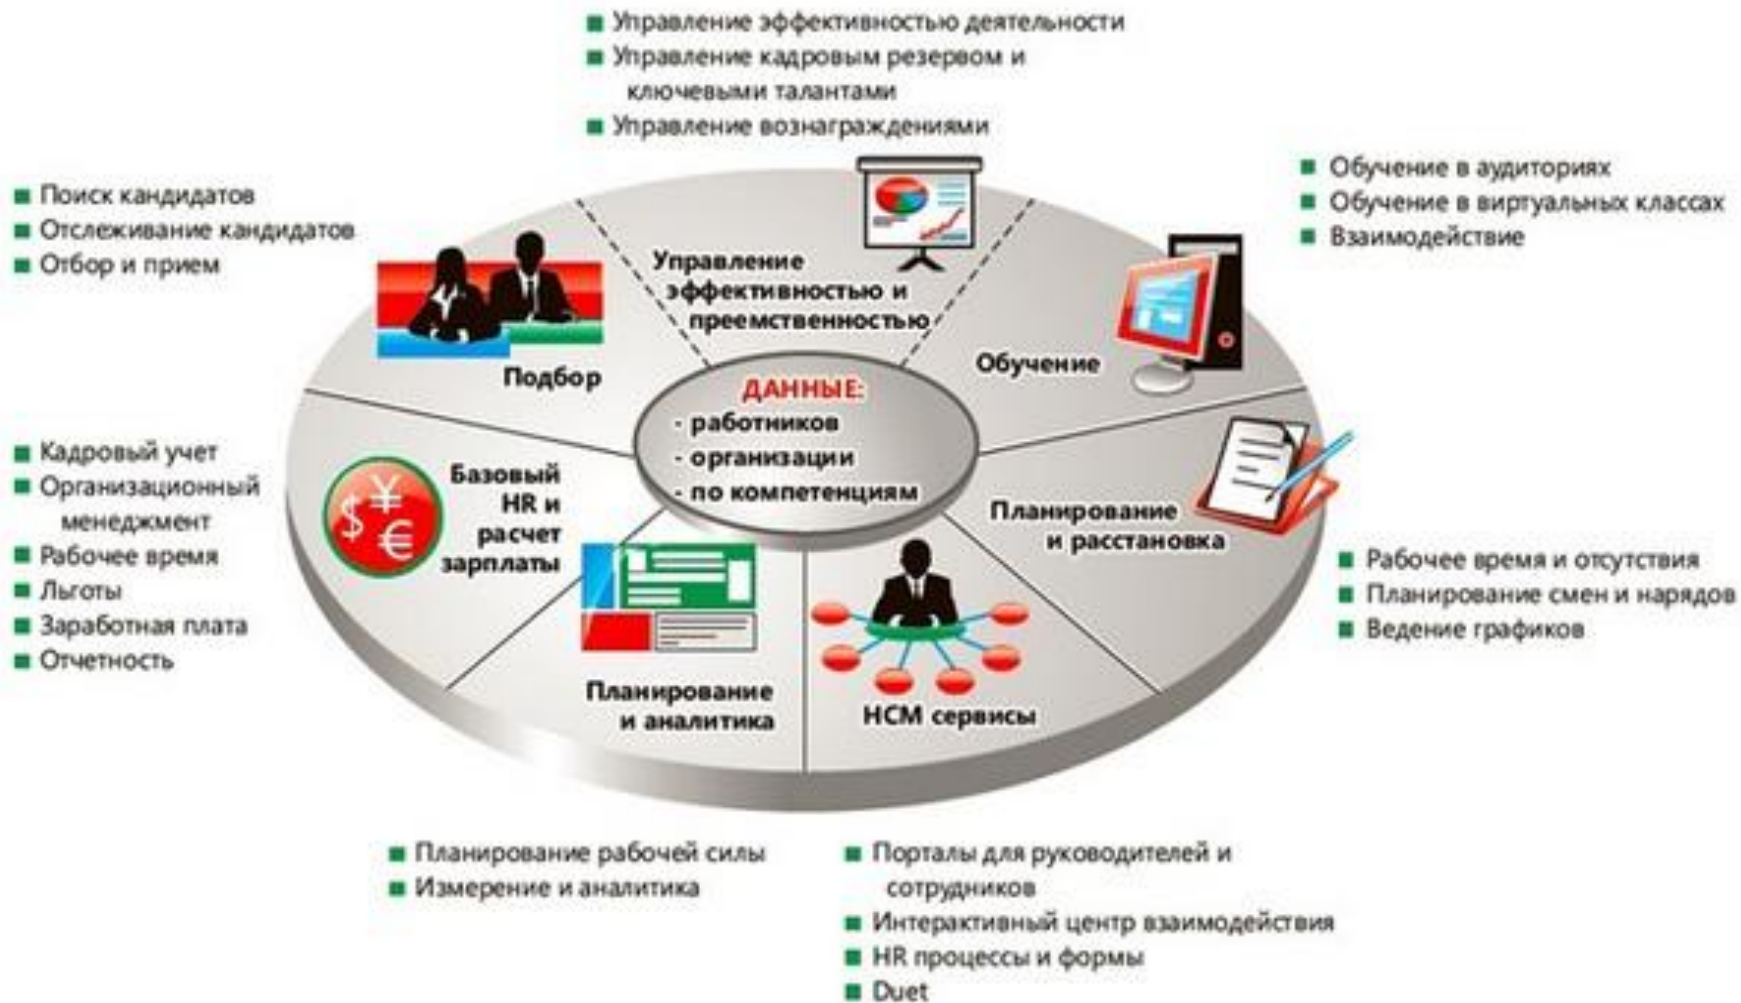 Управление эффективностью деятельности
Управление кадровым резервом и
ключевыми талантами
Управление вознаграждениями
Поиск кандидатов
Отслеживание кандидатов
Отбор и прием
Обучение в аудиториях
Обучение в виртуальных классах
Взаимодействие
Управление
эффективностью и
преемственностью
Подбор
Обучение
ДАННЫЕ:
- работников
- организации
- по компетенциям
Кадровый учет
Организационный
менеджмент
Рабочее время
Льготы
Заработная плата
Отчетность
$ ¥ €
Базовый
HR и
расчет
зарплаты
Планирование
и расстановка
Рабочее время и отсутствия
Планирование смен и нарядов
Ведение графиков
Планирование
и аналитика
HCM сервисы
Планирование рабочей силы
Измерение и аналитика
Порталы для руководителей и
сотрудников
Интерактивный центр взаимодействия
HR процессы и формы
Duet